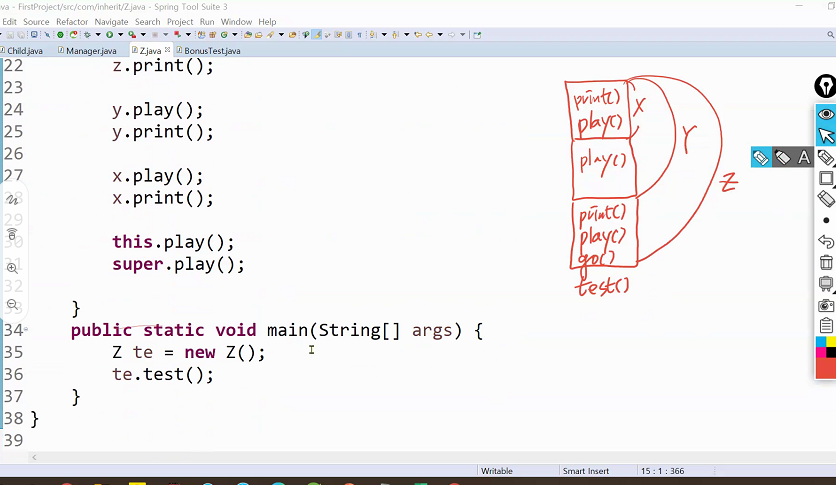 ava - FirstProject/src/com/inherit/Z.java - Spring Tool Suite 3
Edit Source Refactor Navigate Search Project Run Window Help
Child.java Manager.java Z.java BonusTest.java
22 z.print();
23
24 y.play();
25 y.print();
26
27 x.play();
28 x.print();
29
30 this.play();
31 super.play();
32
33 }
34 public static void main(String[] args) {
35 Z te = new Z();
36 te.test();
37 }
38 }
39
print()
play()
X
play()
Y
print()
play()
go()
Z
test()
A
Writable Smart Insert 15 : 1 : 366